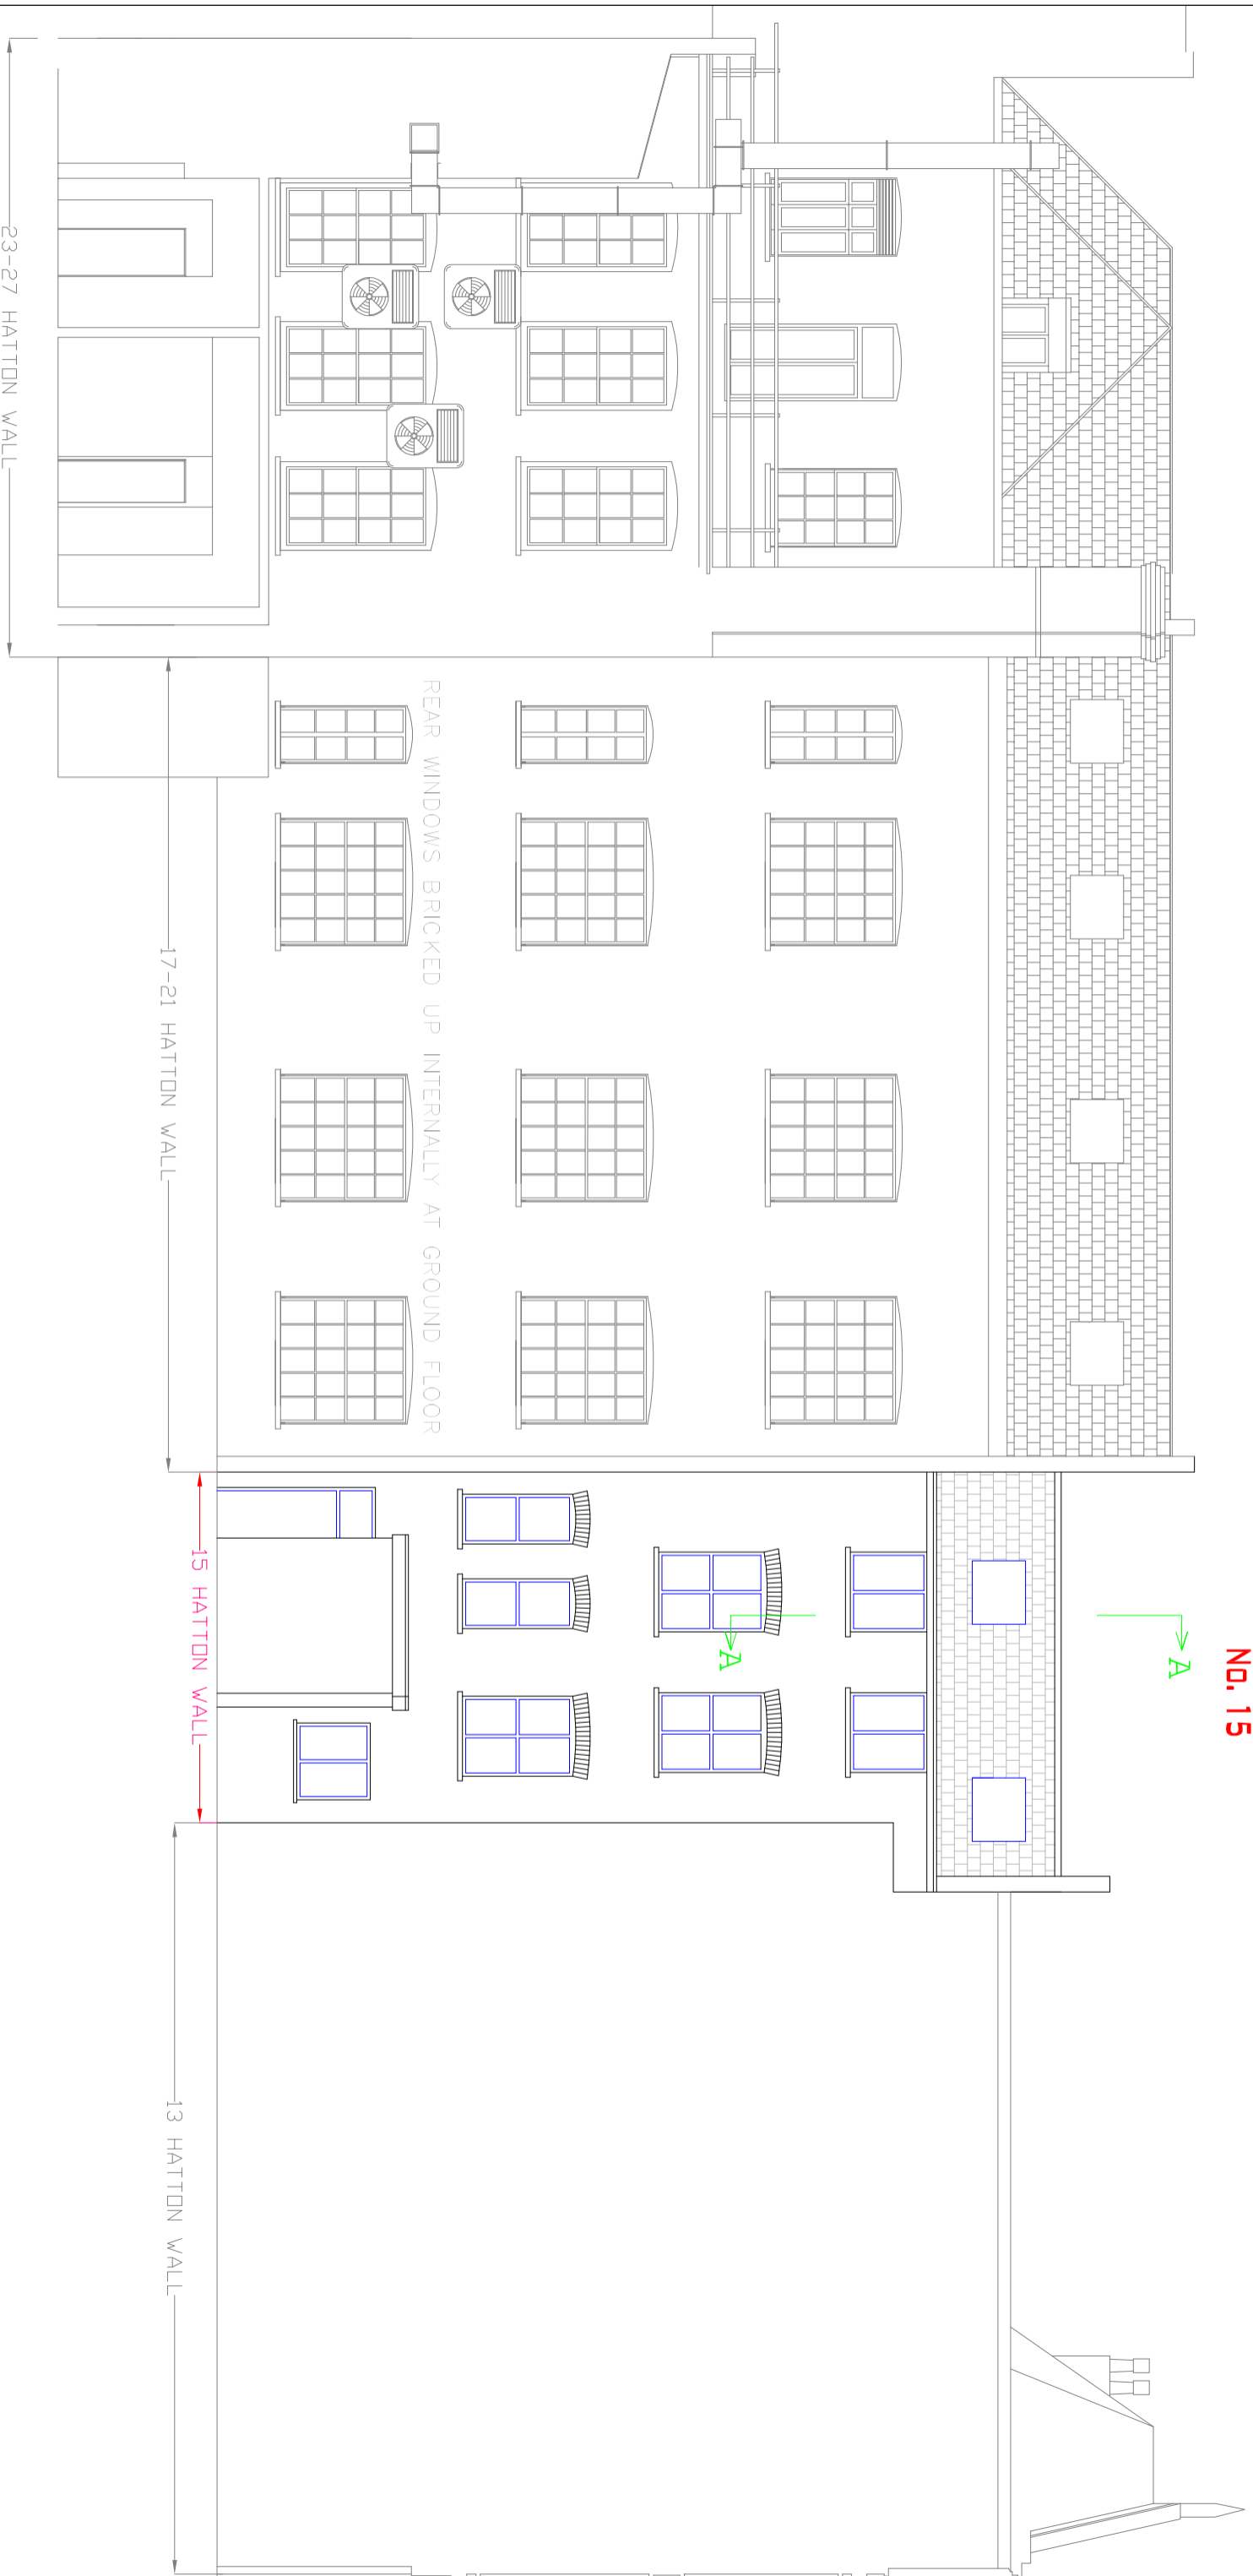 No. 15
A
A
REAR WINDOWS BRICKED UP INTERNALLY AT GROUND FLOOR
23-27 HATTON WALL
17-21 HATTON WALL
15 HATTON WALL
13 HATTON WALL